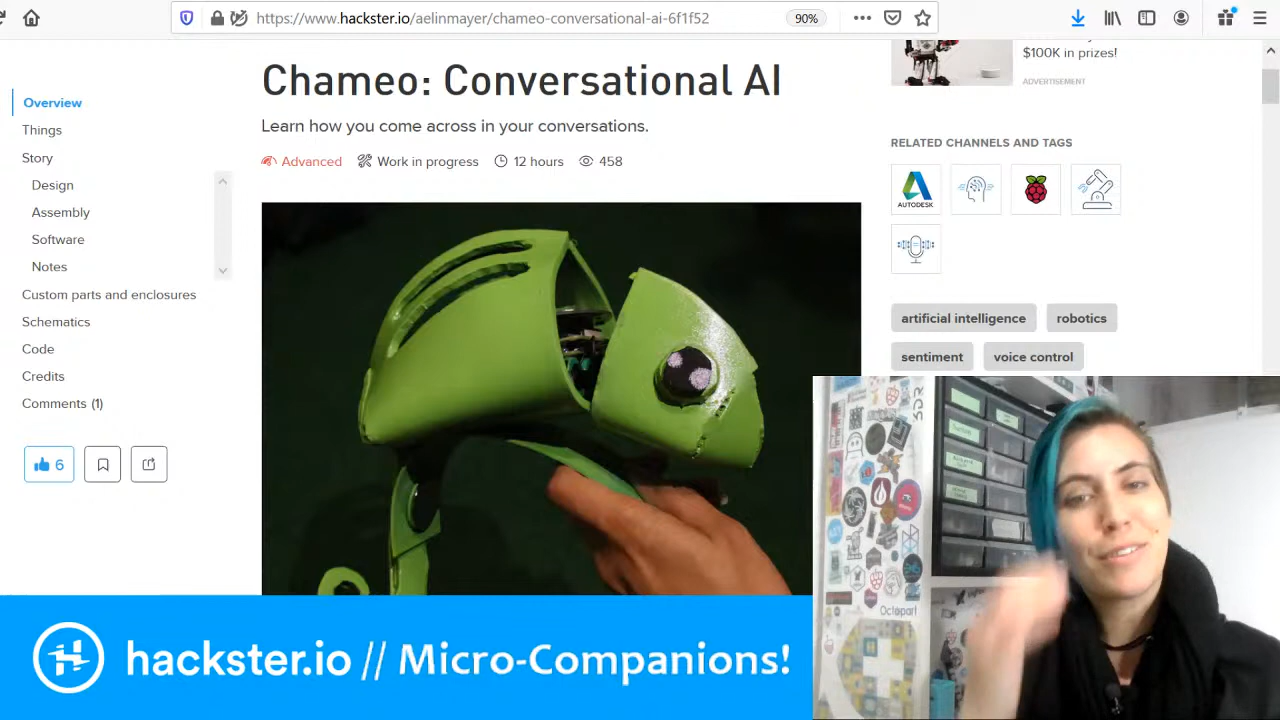 https://www.hackster.io/aelinmayer/chameo-conversational-ai-6f1f52
90%
Chameo: Conversational AI
Learn how you come across in your conversations.
Advanced
Work in progress
12 hours
458
Overview
Things
Story
Design
Assembly
Software
Notes
Custom parts and enclosures
Schematics
Code
Credits
Comments (1)
6
$100K in prizes!
ADVERTISEMENT
RELATED CHANNELS AND TAGS
AUTODESK
artificial intelligence
robotics
sentiment
voice control
Octopart
hackster.io // Micro-Companions!